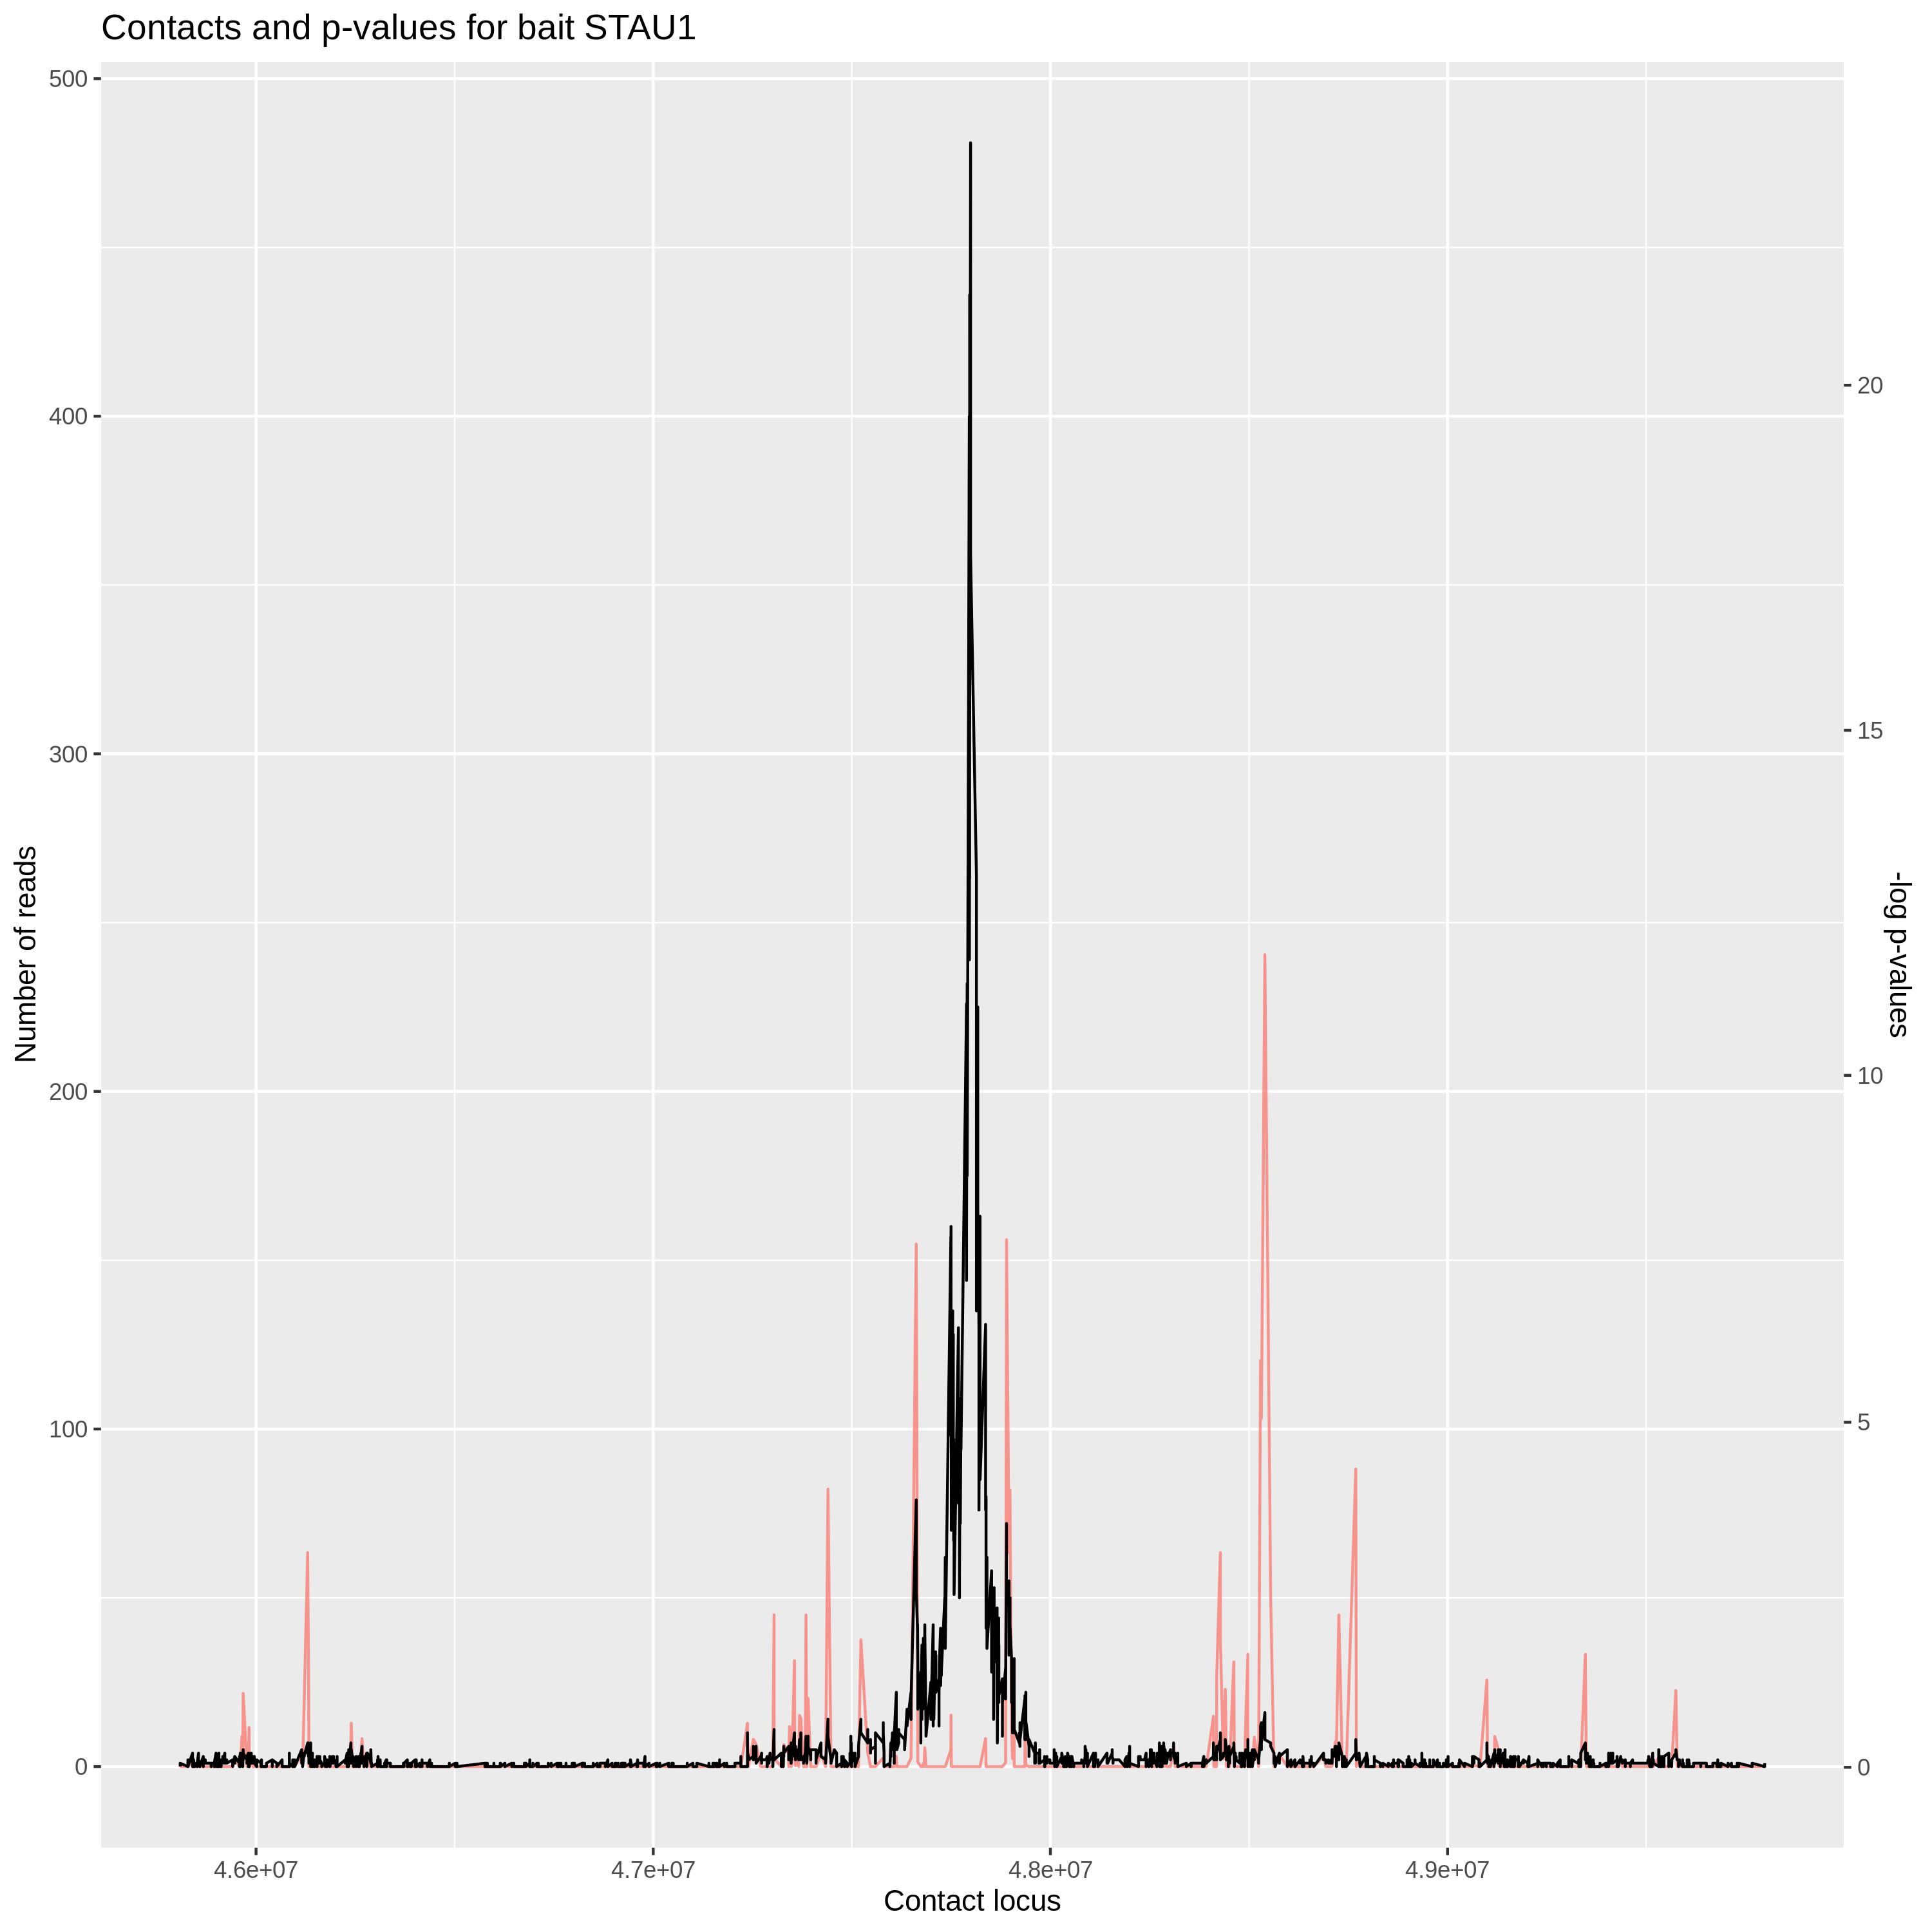 Contacts and p-values for bait STAU1
500
400
300
200
100
0
Number of reads
20
15
10
5
0
-log p-values
4.6e+07
4.7e+07
4.8e+07
4.9e+07
Contact locus